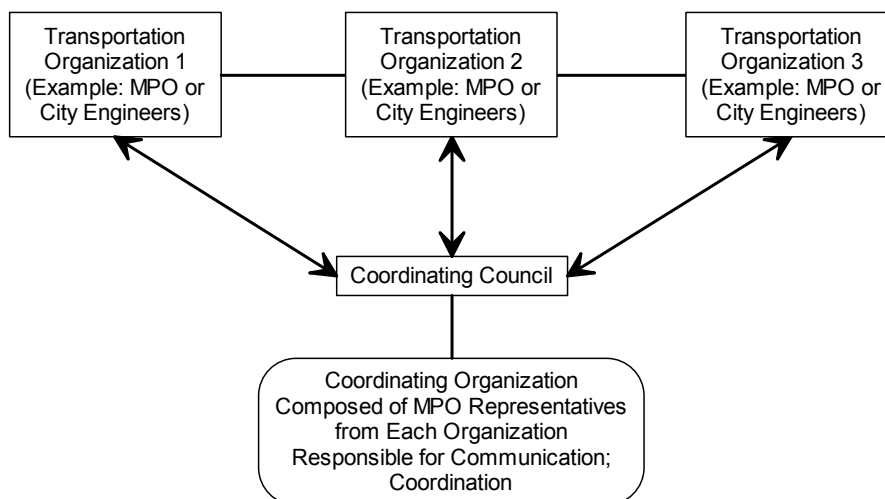 Transportation
Organization 1
(Example: MPO or
City Engineers)
Transportation
Organization 2
(Example: MPO or
City Engineers)
Transportation
Organization 3
(Example: MPO or
City Engineers)
Coordinating Council
Coordinating Organization
Composed of MPO Representatives
from Each Organization
Responsible for Communication;
Coordination